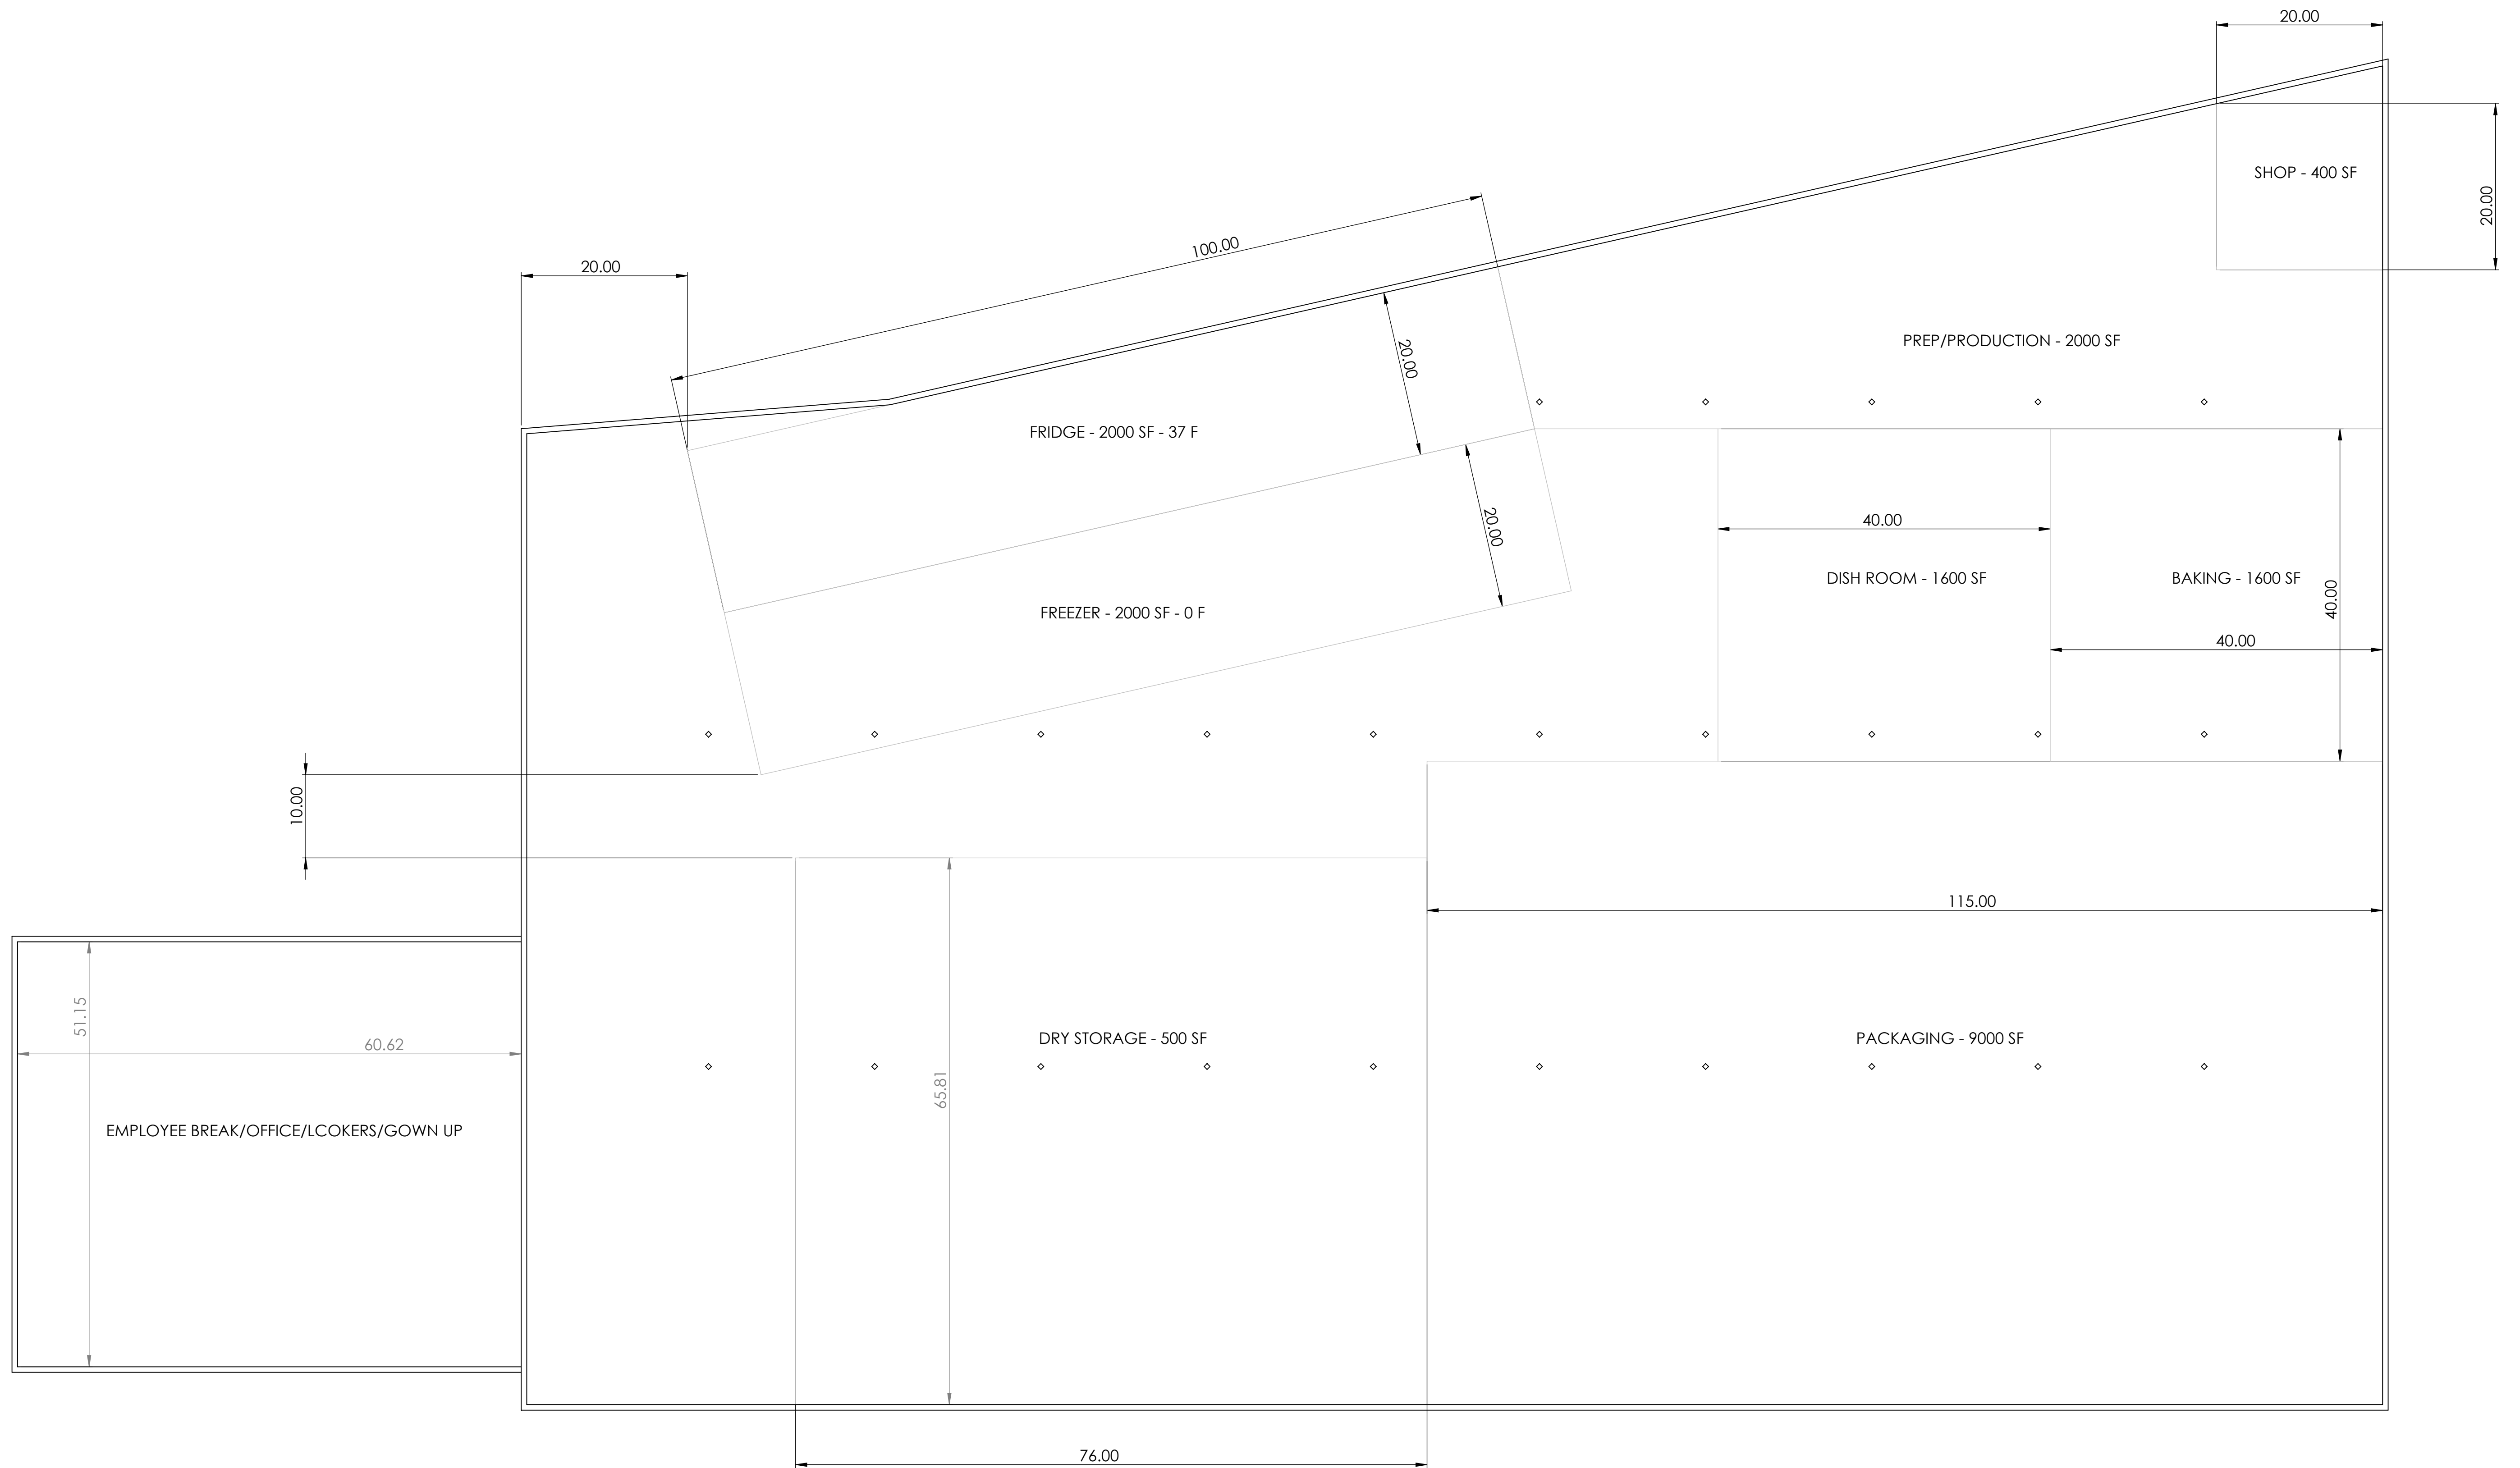 20.00
SHOP - 400 SF
20.00
100.00
20.00
20.00
PREP/PRODUCTION - 2000 SF
FRIDGE - 2000 SF - 37 F
20.00
40.00
DISH ROOM - 1600 SF
BAKING - 1600 SF
40.00
FREEZER - 2000 SF - 0 F
40.00
10.00
115.00
51.15
60.62
DRY STORAGE - 500 SF
PACKAGING - 9000 SF
65.81
EMPLOYEE BREAK/OFFICE/LCOKERS/GOWN UP
76.00